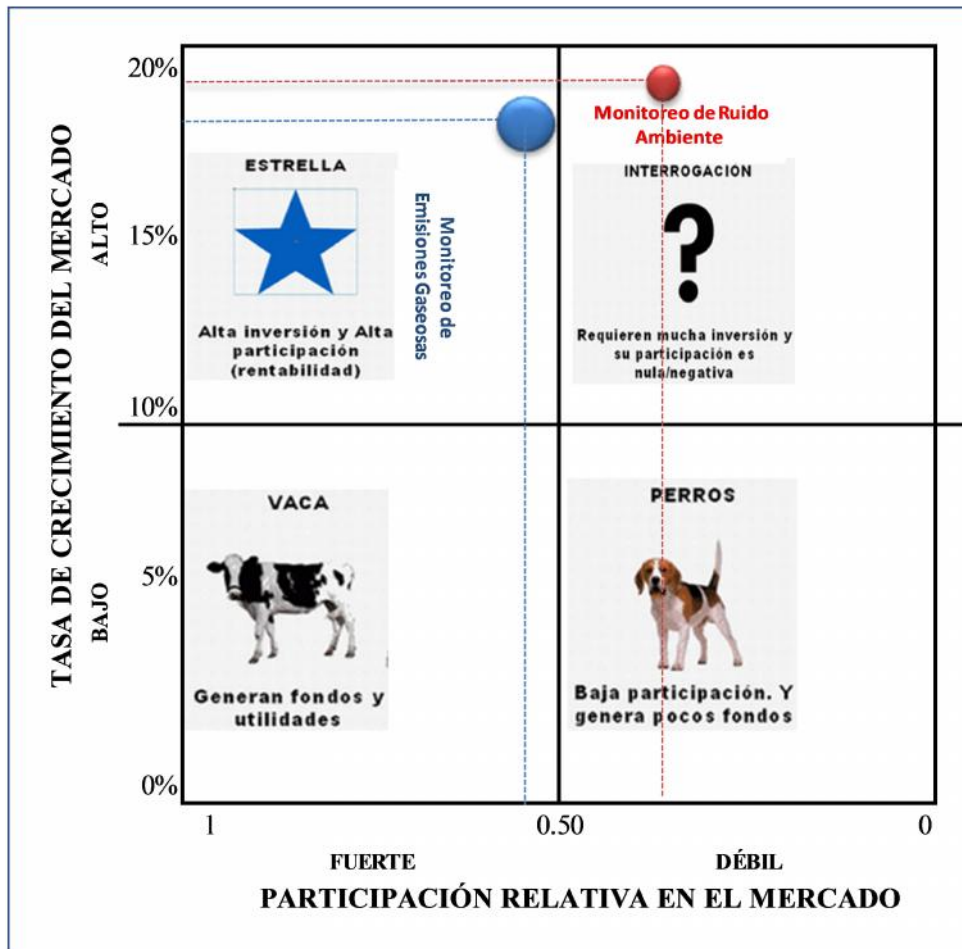 20%
Monitoreo de Ruido
Ambiente
ESTRELLA
INTERROGACION
15%
Monitoreo de
Emisiones Gaseosas
?
Alta inversión y Alta
participación
(rentabilidad)
Requieren mucha inversión y
su participación es
nula/negativa
10%
TASA DE CRECIMIENTO DEL MERCADO
ALTO
BAJO
VACA
PERROS
5%
Generan fondos y
utilidades
Baja participación. Y
genera pocos fondos
0%
1
0.50
0
FUERTE
DÉBIL
PARTICIPACIÓN RELATIVA EN EL MERCADO